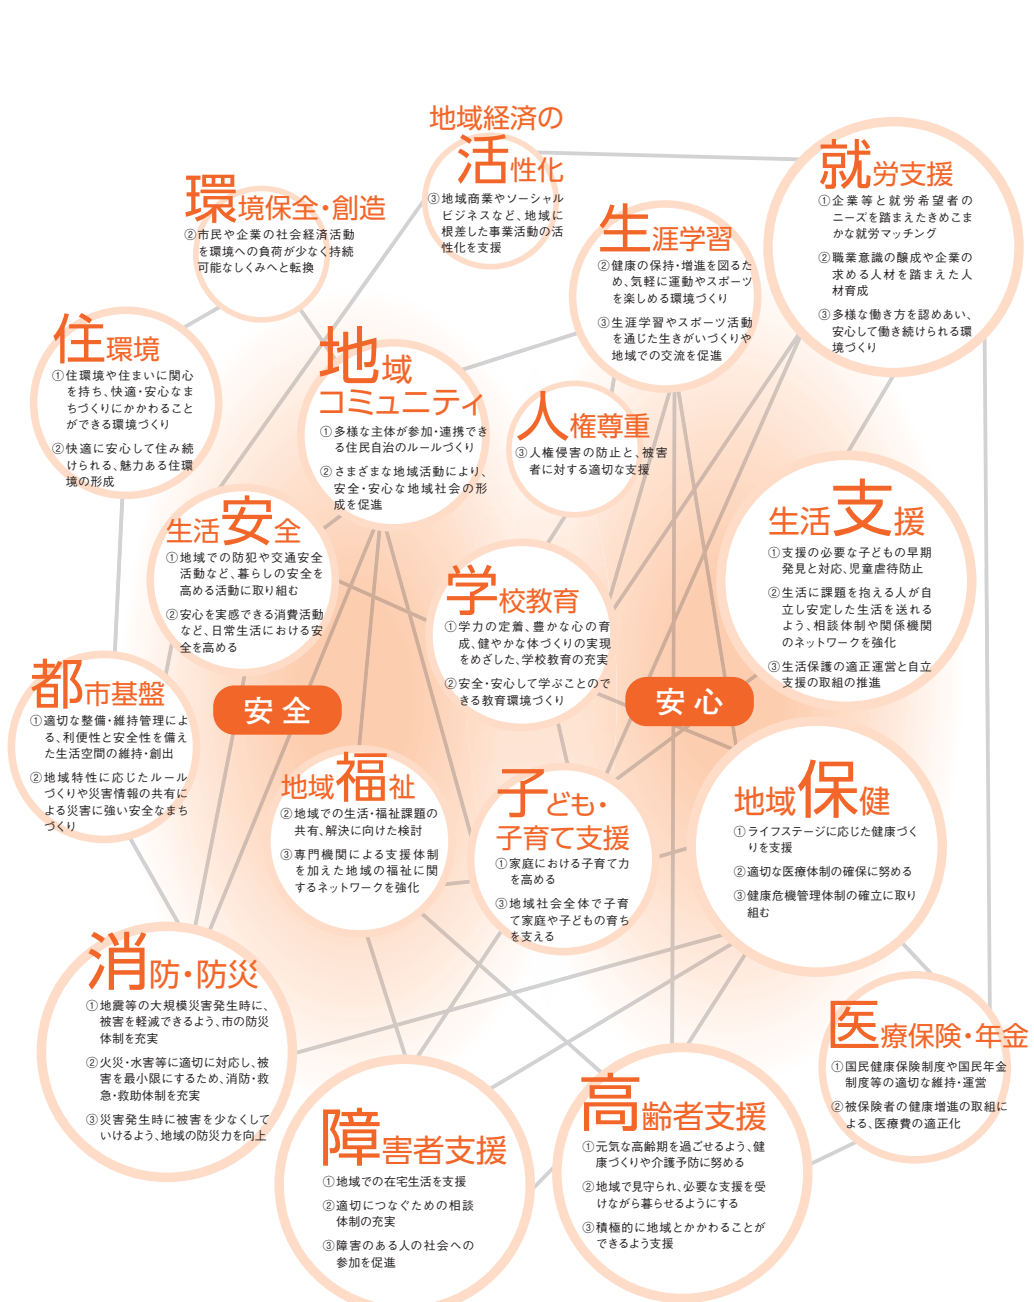 地域経済の
活性化
③地域商業やソーシャル
ビジネスなど、地域に
根差した事業活動の活
性化を支援
就労支援
①企業等と就労希望者の
ニーズを踏まえたきめこま
かな就労マッチング
②職業意識の醸成や企業の
求める人材を踏まえた人
材育成
③多様な働き方を認めあい、
安心して働き続けられる環
境づくり
環境保全・創造
②市民や企業の社会経済活動
を環境への負荷が少なく持続
可能なしくみへと転換
生涯学習
②健康の保持・増進を図るた
め、気軽に運動やスポーツ
を楽しめる環境づくり
③生涯学習やスポーツ活動
を通じた生きがいづくりや
地域での交流を促進
住環境
①住環境や住まいに関心
を持ち、快適・安心なま
ちづくりにかかわること
ができる環境づくり
②快適に安心して住み続
けられる、魅力ある住環
境の形成
地域
コミュニティ
①多様な主体が参加・連携でき
る住民自治のルールづくり
②さまざまな地域活動により、
安全・安心な地域社会の形
成を促進
人権尊重
③人権侵害の防止と、被害
者に対する適切な支援
生活安全
①地域での防犯や交通安全
活動など、暮らしの安全を
高める活動に取り組む
②安心を実感できる消費活動
など、日常生活における安
全を高める
生活支援
①支援の必要な子どもの早期
発見と対応、児童虐待防止
②生活に課題を抱える人が自
立し安定した生活を送れる
よう、相談体制や関係機関
のネットワークを強化
③生活保護の適正運営と自立
支援の取組の推進
学校教育
①学力の定着、豊かな心の育
成、健やかな体づくりの実現
をめざした、学校教育の充実
②安全・安心して学ぶことので
きる教育環境づくり
都市基盤
①適切な整備・維持管理によ
る、利便性と安全性を備え
た生活空間の維持・創出
②地域特性に応じたルール
づくりや災害情報の共有に
よる災害に強い安全なまち
づくり
安全
安心
地域福祉
②地域での生活・福祉課題の
共有、解決に向けた検討
③専門機関による支援体制
を加えた地域の福祉に関
するネットワークを強化
子ども・
子育て支援
①家庭における子育て力
を高める
③地域社会全体で子育
て家庭や子どもの育ち
を支える
地域保健
①ライフステージに応じた健康づく
りを支援
②適切な医療体制の確保に努める
③健康危機管理体制の確立に取り
組む
消防・防災
①地震等の大規模災害発生時に、
被害を軽減できるよう、市の防災
体制を充実
②火災・水害等に適切に対応し、被
害を最小限にするため、消防・救
急・救助体制を充実
③災害発生時に被害を少なくして
いけるよう、地域の防災力を向上
医療保険・年金
①国民健康保険制度や国民年金
制度等の適切な維持・運営
②被保険者の健康増進の取組に
よる、医療費の適正化
障害者支援
①地域での在宅生活を支援
②適切につなぐための相談
体制の充実
③障害のある人の社会への
参加を促進
高齢者支援
①元気な高齢期を過ごせるよう、健
康づくりや介護予防に努める
②地域で見守られ、必要な支援を受
けながら暮らせるようにする
③積極的に地域とかかわることが
できるよう支援